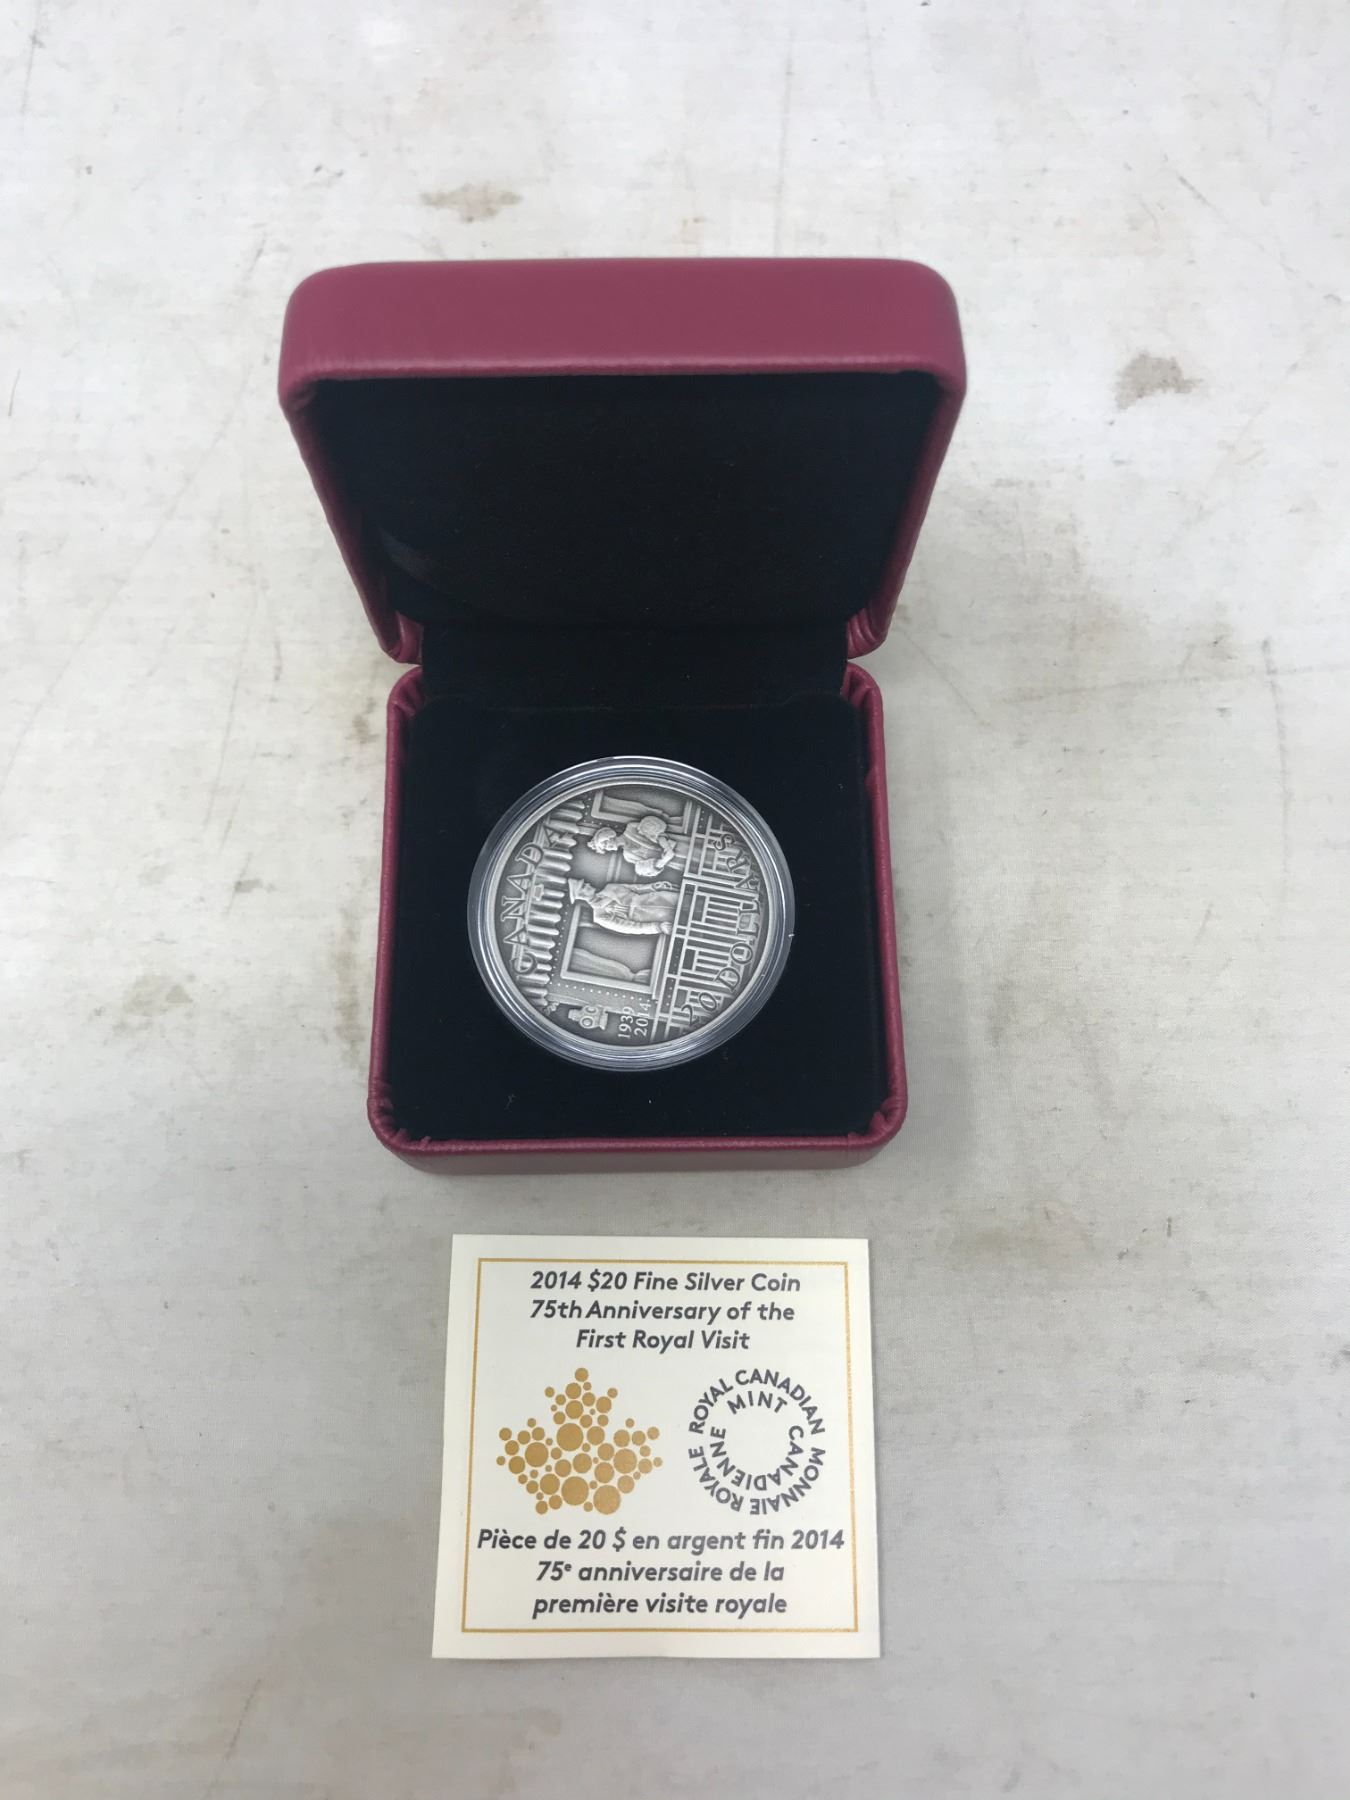 CANADA
1939
2014
20 DOLLARS
2014 $20 Fine Silver Coin
75th Anniversary of the
First Royal Visit
ROYAL CANADIAN MINT
MONNAIE ROYALE CANADIENNE
Pièce de 20 $ en argent fin 2014
75e anniversaire de la
première visite royale